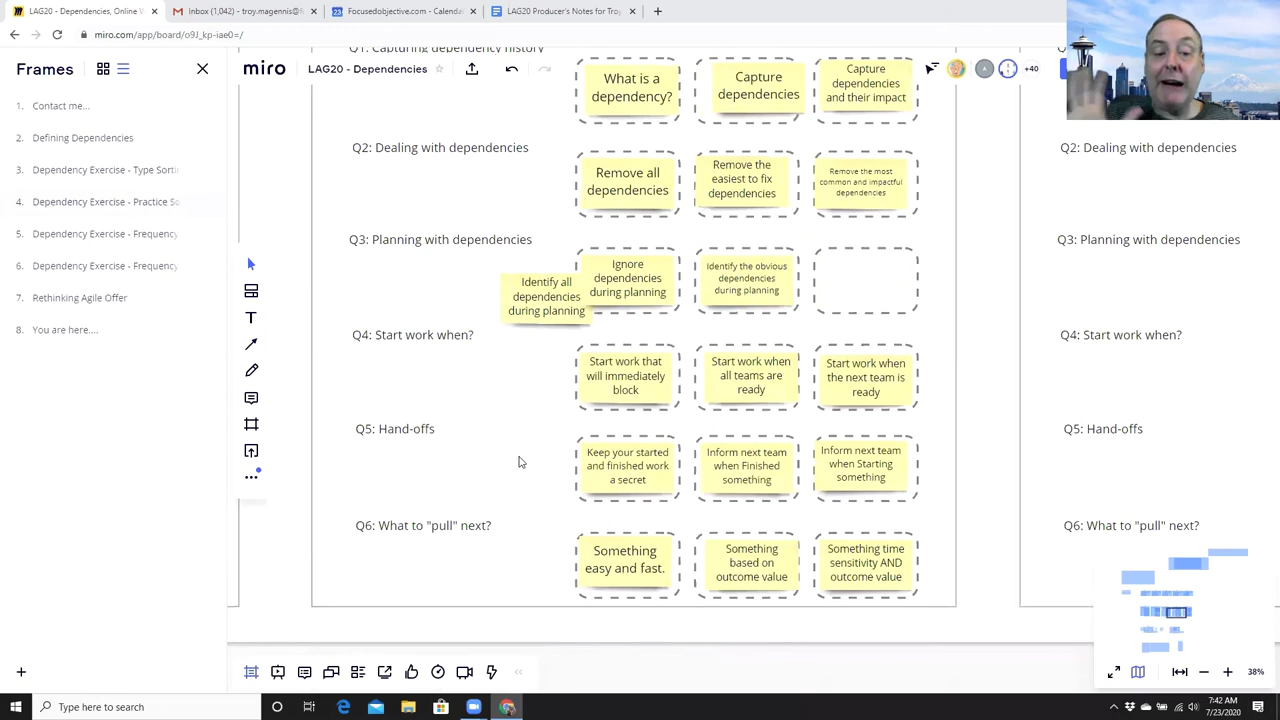 LAG20 - Dependencies, Online W
Inbox (1,042) - troy.magennis@f
Focusedobjective.com - Calenda
LAG20 Producer's Notes for Troy
miro.com/app/board/o9J_kp-iae0=/
Frames
miro
LAG20 - Dependencies
+40
1. Contact me...
2. Defining Dependencies
3. Dependency Exercise - Type Sorti
4. Dependency Exercise - Practice So
5. Dependency Exercise - Frequency
6. Dependency Exercise - Frequency
7. Rethinking Agile Offer
8. You are here....
Q1: Capturing dependency history
What is a
dependency?
Capture
dependencies
Capture
dependencies
and their impact
Q2: Dealing with dependencies
Remove all
dependencies
Remove the
easiest to fix
dependencies
Remove the most
common and impactful
dependencies
Q3: Planning with dependencies
Identify all
dependencies
during planning
Ignore
dependencies
during planning
Identify the obvious
dependencies
during planning
Q4: Start work when?
Start work that
will immediately
block
Start work when
all teams are
ready
Start work when
the next team is
ready
Q5: Hand-offs
Keep your started
and finished work
a secret
Inform next team
when Finished
something
Inform next team
when Starting
something
Q6: What to "pull" next?
Something
easy and fast.
Something
based on
outcome value
Something time
sensitivity AND
outcome value
Q2: Dealing with dependencies
Q3: Planning with dependencies
Q4: Start work when?
Q5: Hand-offs
Q6: What to "pull" next?
38%
Type here to search
7:42 AM
7/23/2020